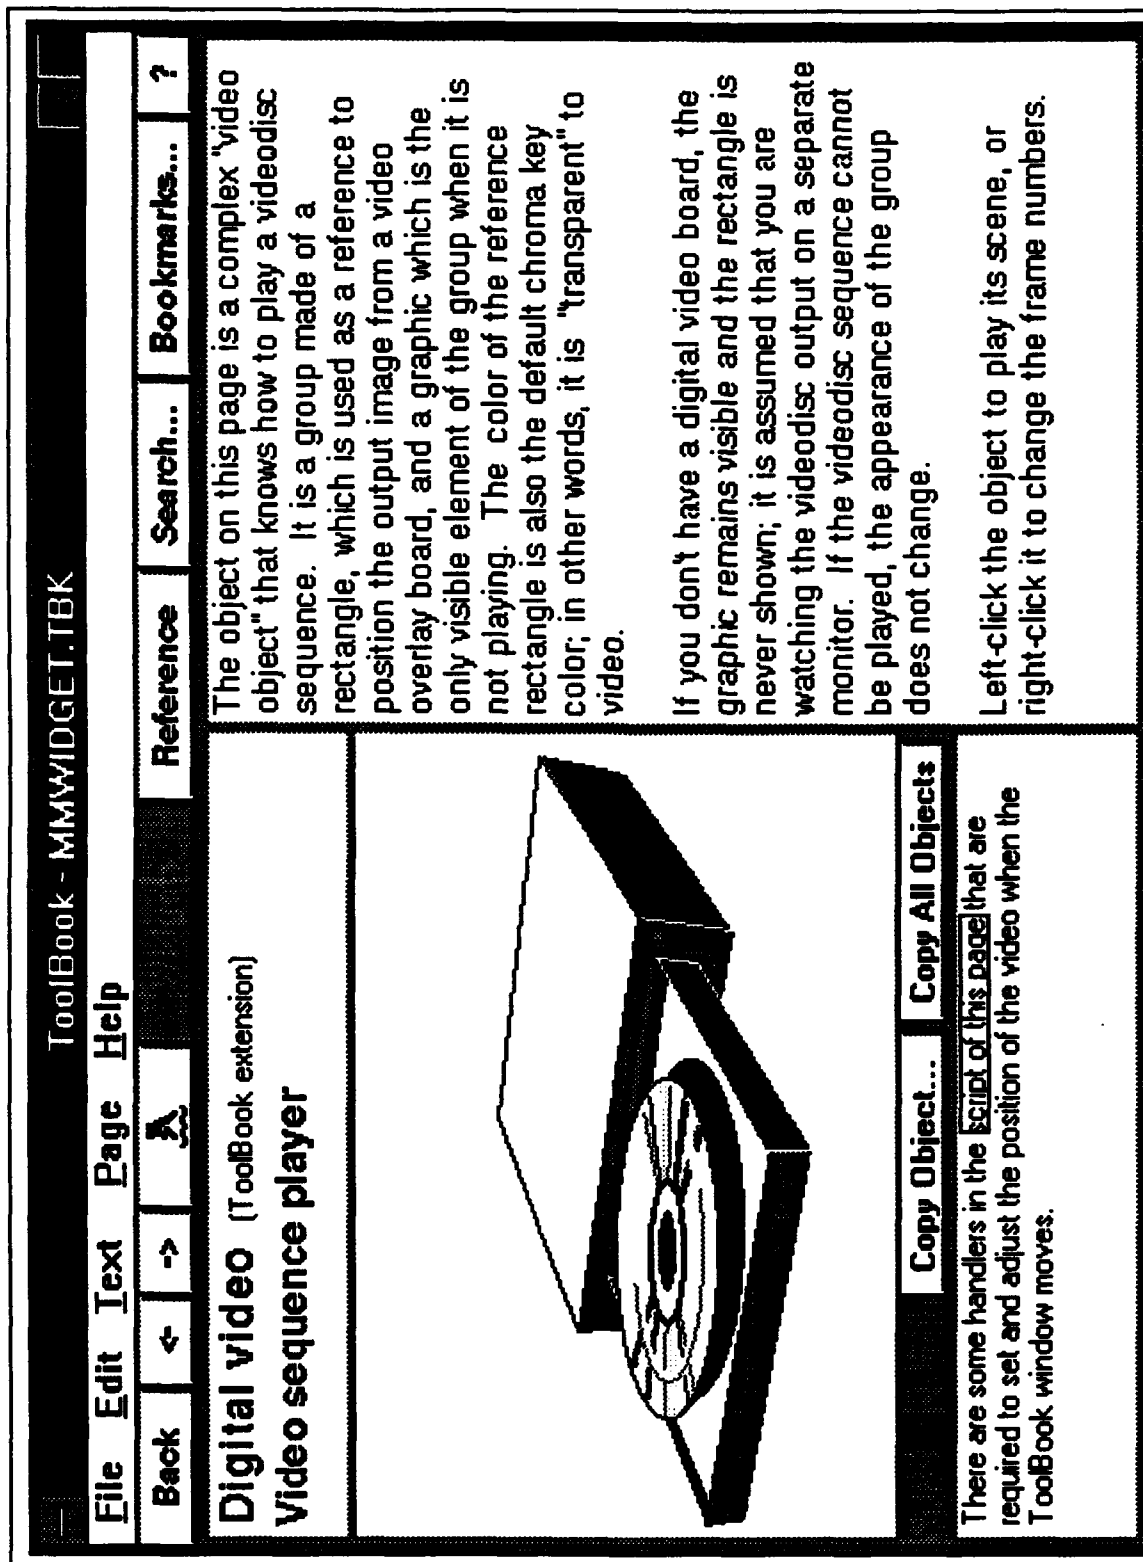 ToolBook - MMWIDGET.TBK
File Edit Text Page Help
Back <- -> A Reference Search... Bookmarks... ?
Digital video (ToolBook extension)
Video sequence player
The object on this page is a complex "video
object" that knows how to play a videodisc
sequence. It is a group made of a
rectangle, which is used as a reference to
position the output image from a video
overlay board, and a graphic which is the
only visible element of the group when it is
not playing. The color of the reference
rectangle is also the default chroma key
color; in other words, it is "transparent" to
video.
If you don't have a digital video board, the
graphic remains visible and the rectangle is
never shown; it is assumed that you are
watching the videodisc output on a separate
monitor. If the videodisc sequence cannot
be played, the appearance of the group
does not change.
Left-click the object to play its scene, or
right-click it to change the frame numbers.
Copy Object... Copy All Objects
There are some handlers in the script of this page that are
required to set and adjust the position of the video when the
ToolBook window moves.